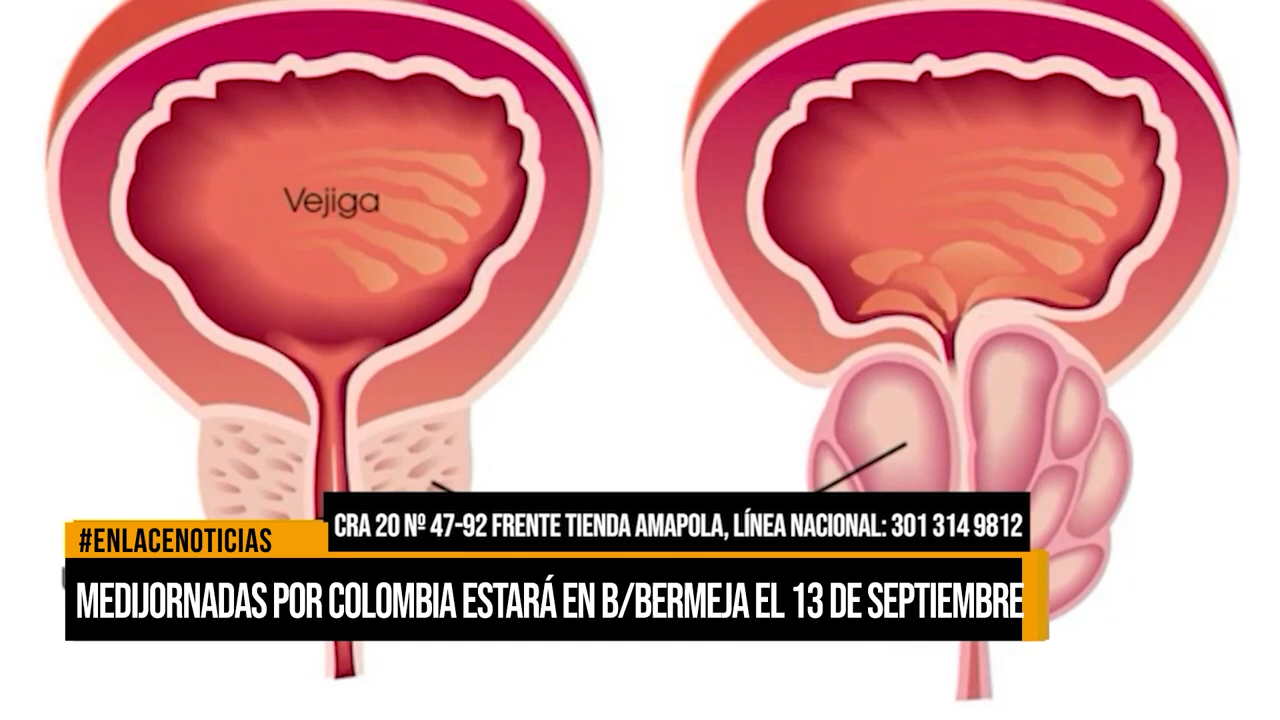 Vejiga
CRA 20 Nº 47-92 FRENTE TIENDA AMAPOLA, LÍNEA NACIONAL: 301 314 9812
#ENLACENOTICIAS
MEDIJORNADAS POR COLOMBIA ESTARÁ EN B/BERMEJA EL 13 DE SEPTIEMBRE